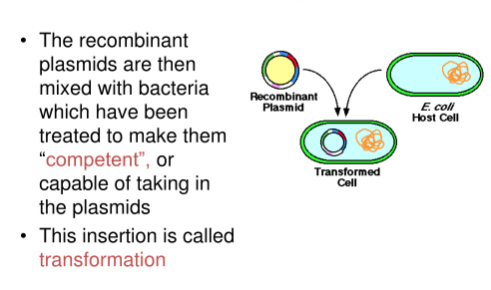 • The recombinant
plasmids are then
mixed with bacteria
which have been
treated to make them
“competent”, or
capable of taking in
the plasmids
• This insertion is called
transformation
Recombinant
Plasmid
E. coli
Host Cell
Transformed
Cell